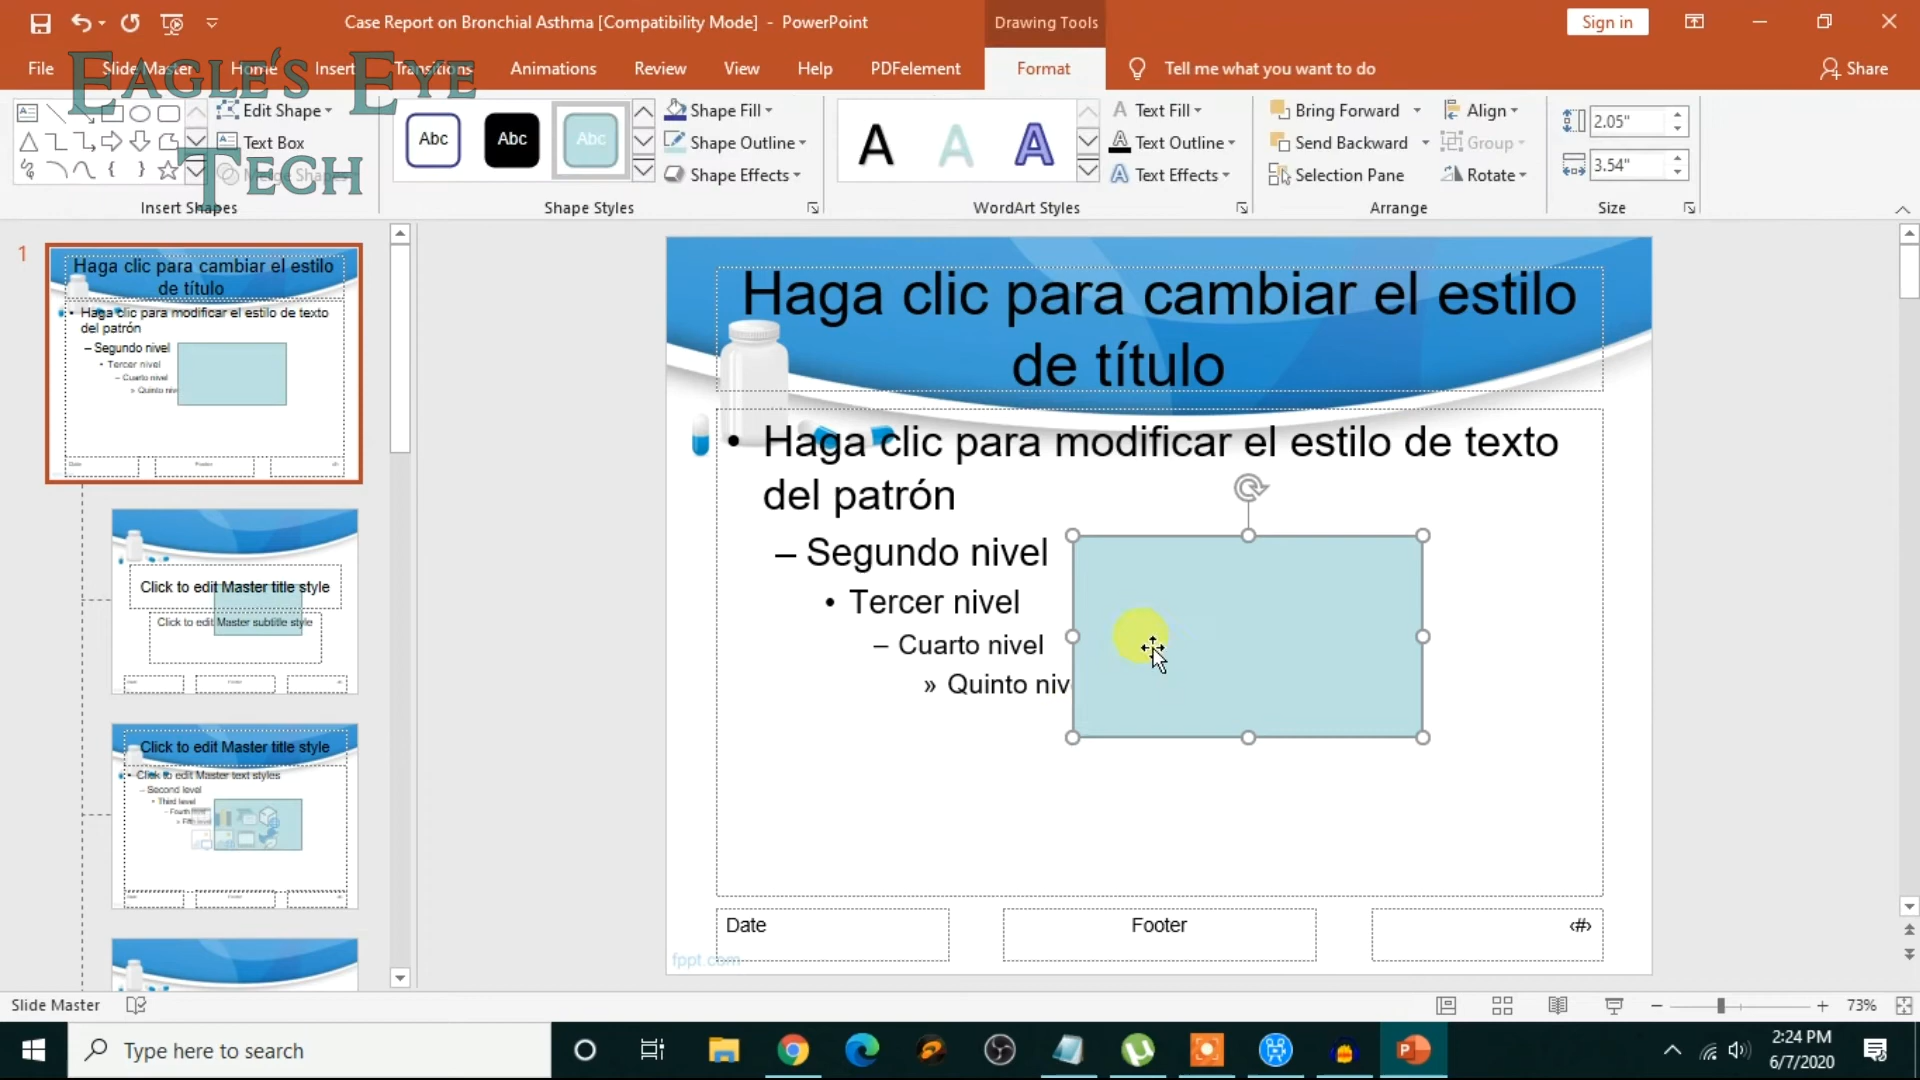 Case Report on Bronchial Asthma [Compatibility Mode] - PowerPoint
Drawing Tools
Sign in
File
Slide Master
Home
Insert
Transitions
Animations
Review
View
Help
PDFelement
Format
Tell me what you want to do
Share
EAGLE'S EYE
TECH
Edit Shape
Text Box
Merge Shapes
Insert Shapes
Abc
Abc
Abc
Shape Fill
Shape Outline
Shape Effects
Shape Styles
A
A
A
Text Fill
Text Outline
Text Effects
WordArt Styles
Bring Forward
Send Backward
Selection Pane
Align
Group
Rotate
Arrange
2.05"
3.54"
Size
1
Haga clic para cambiar el estilo
de título
Haga clic para modificar el estilo de texto
del patrón
– Segundo nivel
• Tercer nivel
– Cuarto nivel
» Quinto niv
Date
Footer
‹#›
Click to edit Master title style
Click to edit Master subtitle style
Click to edit Master title style
• Click to edit Master text styles
– Second level
• Third level
– Fourth
Haga clic para cambiar el estilo
de título
• Haga clic para modificar el estilo de texto
del patrón
– Segundo nivel
• Tercer nivel
– Cuarto nivel
» Quinto niv
Date
Footer
‹#›
fppt.com
Slide Master
73%
Type here to search
2:24 PM
6/7/2020